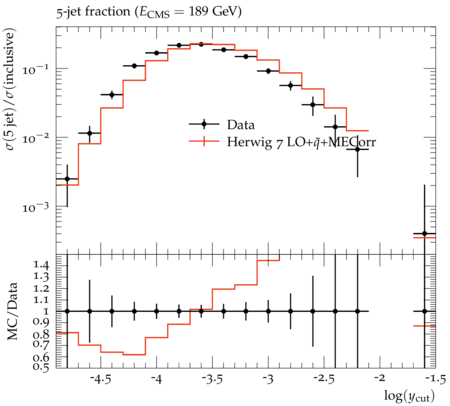 5-jet fraction (E_CMS = 189 GeV)
σ(5 jet)/σ(inclusive)
10⁻¹
10⁻²
10⁻³
Data
Herwig 7 LO+q̃+MECorr
MC/Data
1.4
1.3
1.2
1.1
1
0.9
0.8
0.7
0.6
0.5
-4.5 -4 -3.5 -3 -2.5 -2 -1.5
log(y_cut)